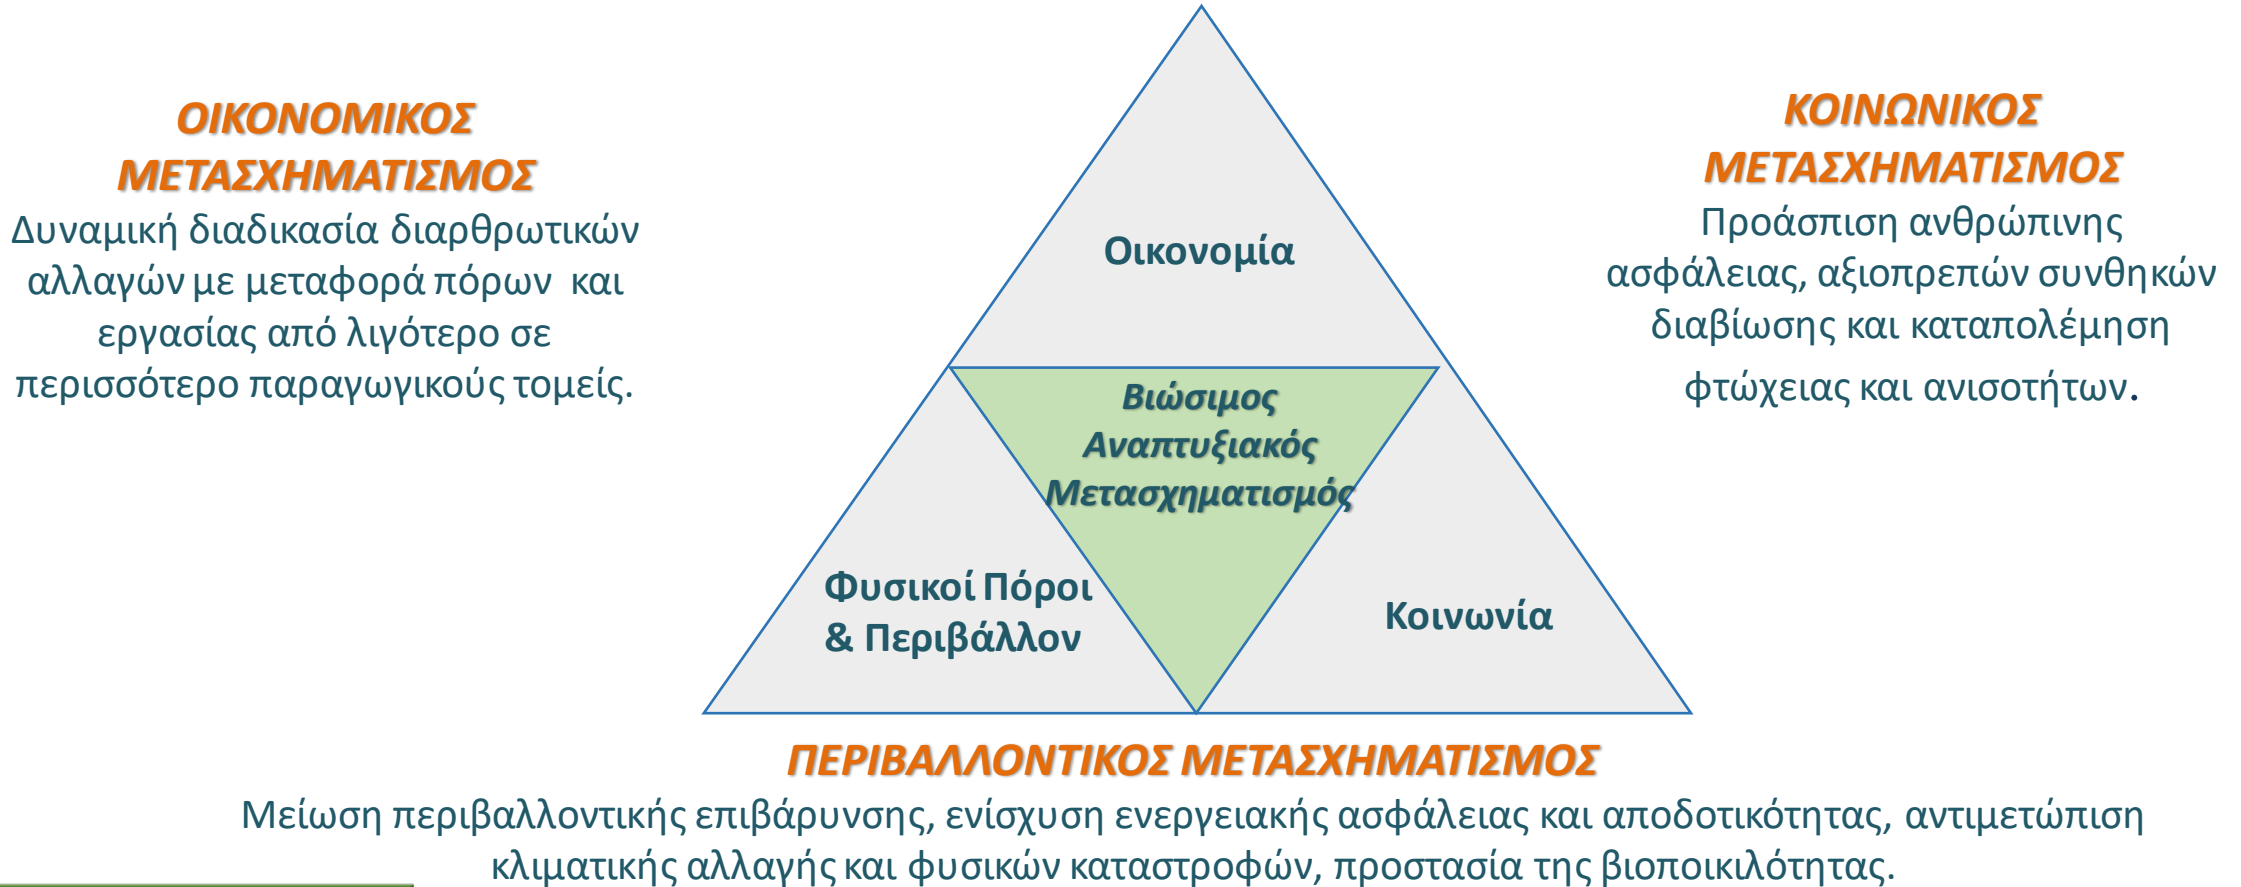 ΟΙΚΟΝΟΜΙΚΟΣ
ΜΕΤΑΣΧΗΜΑΤΙΣΜΟΣ
Δυναμική διαδικασία διαρθρωτικών
αλλαγών με μεταφορά πόρων και
εργασίας από λιγότερο σε
περισσότερο παραγωγικούς τομείς.
ΚΟΙΝΩΝΙΚΟΣ
ΜΕΤΑΣΧΗΜΑΤΙΣΜΟΣ
Προάσπιση ανθρώπινης
ασφάλειας, αξιοπρεπών συνθηκών
διαβίωσης και καταπολέμηση
φτώχειας και ανισοτήτων.
Οικονομία
Βιώσιμος
Αναπτυξιακός
Μετασχηματισμός
Φυσικοί Πόροι
& Περιβάλλον
Κοινωνία
ΠΕΡΙΒΑΛΛΟΝΤΙΚΟΣ ΜΕΤΑΣΧΗΜΑΤΙΣΜΟΣ
Μείωση περιβαλλοντικής επιβάρυνσης, ενίσχυση ενεργειακής ασφάλειας και αποδοτικότητας, αντιμετώπιση
κλιματικής αλλαγής και φυσικών καταστροφών, προστασία της βιοποικιλότητας.